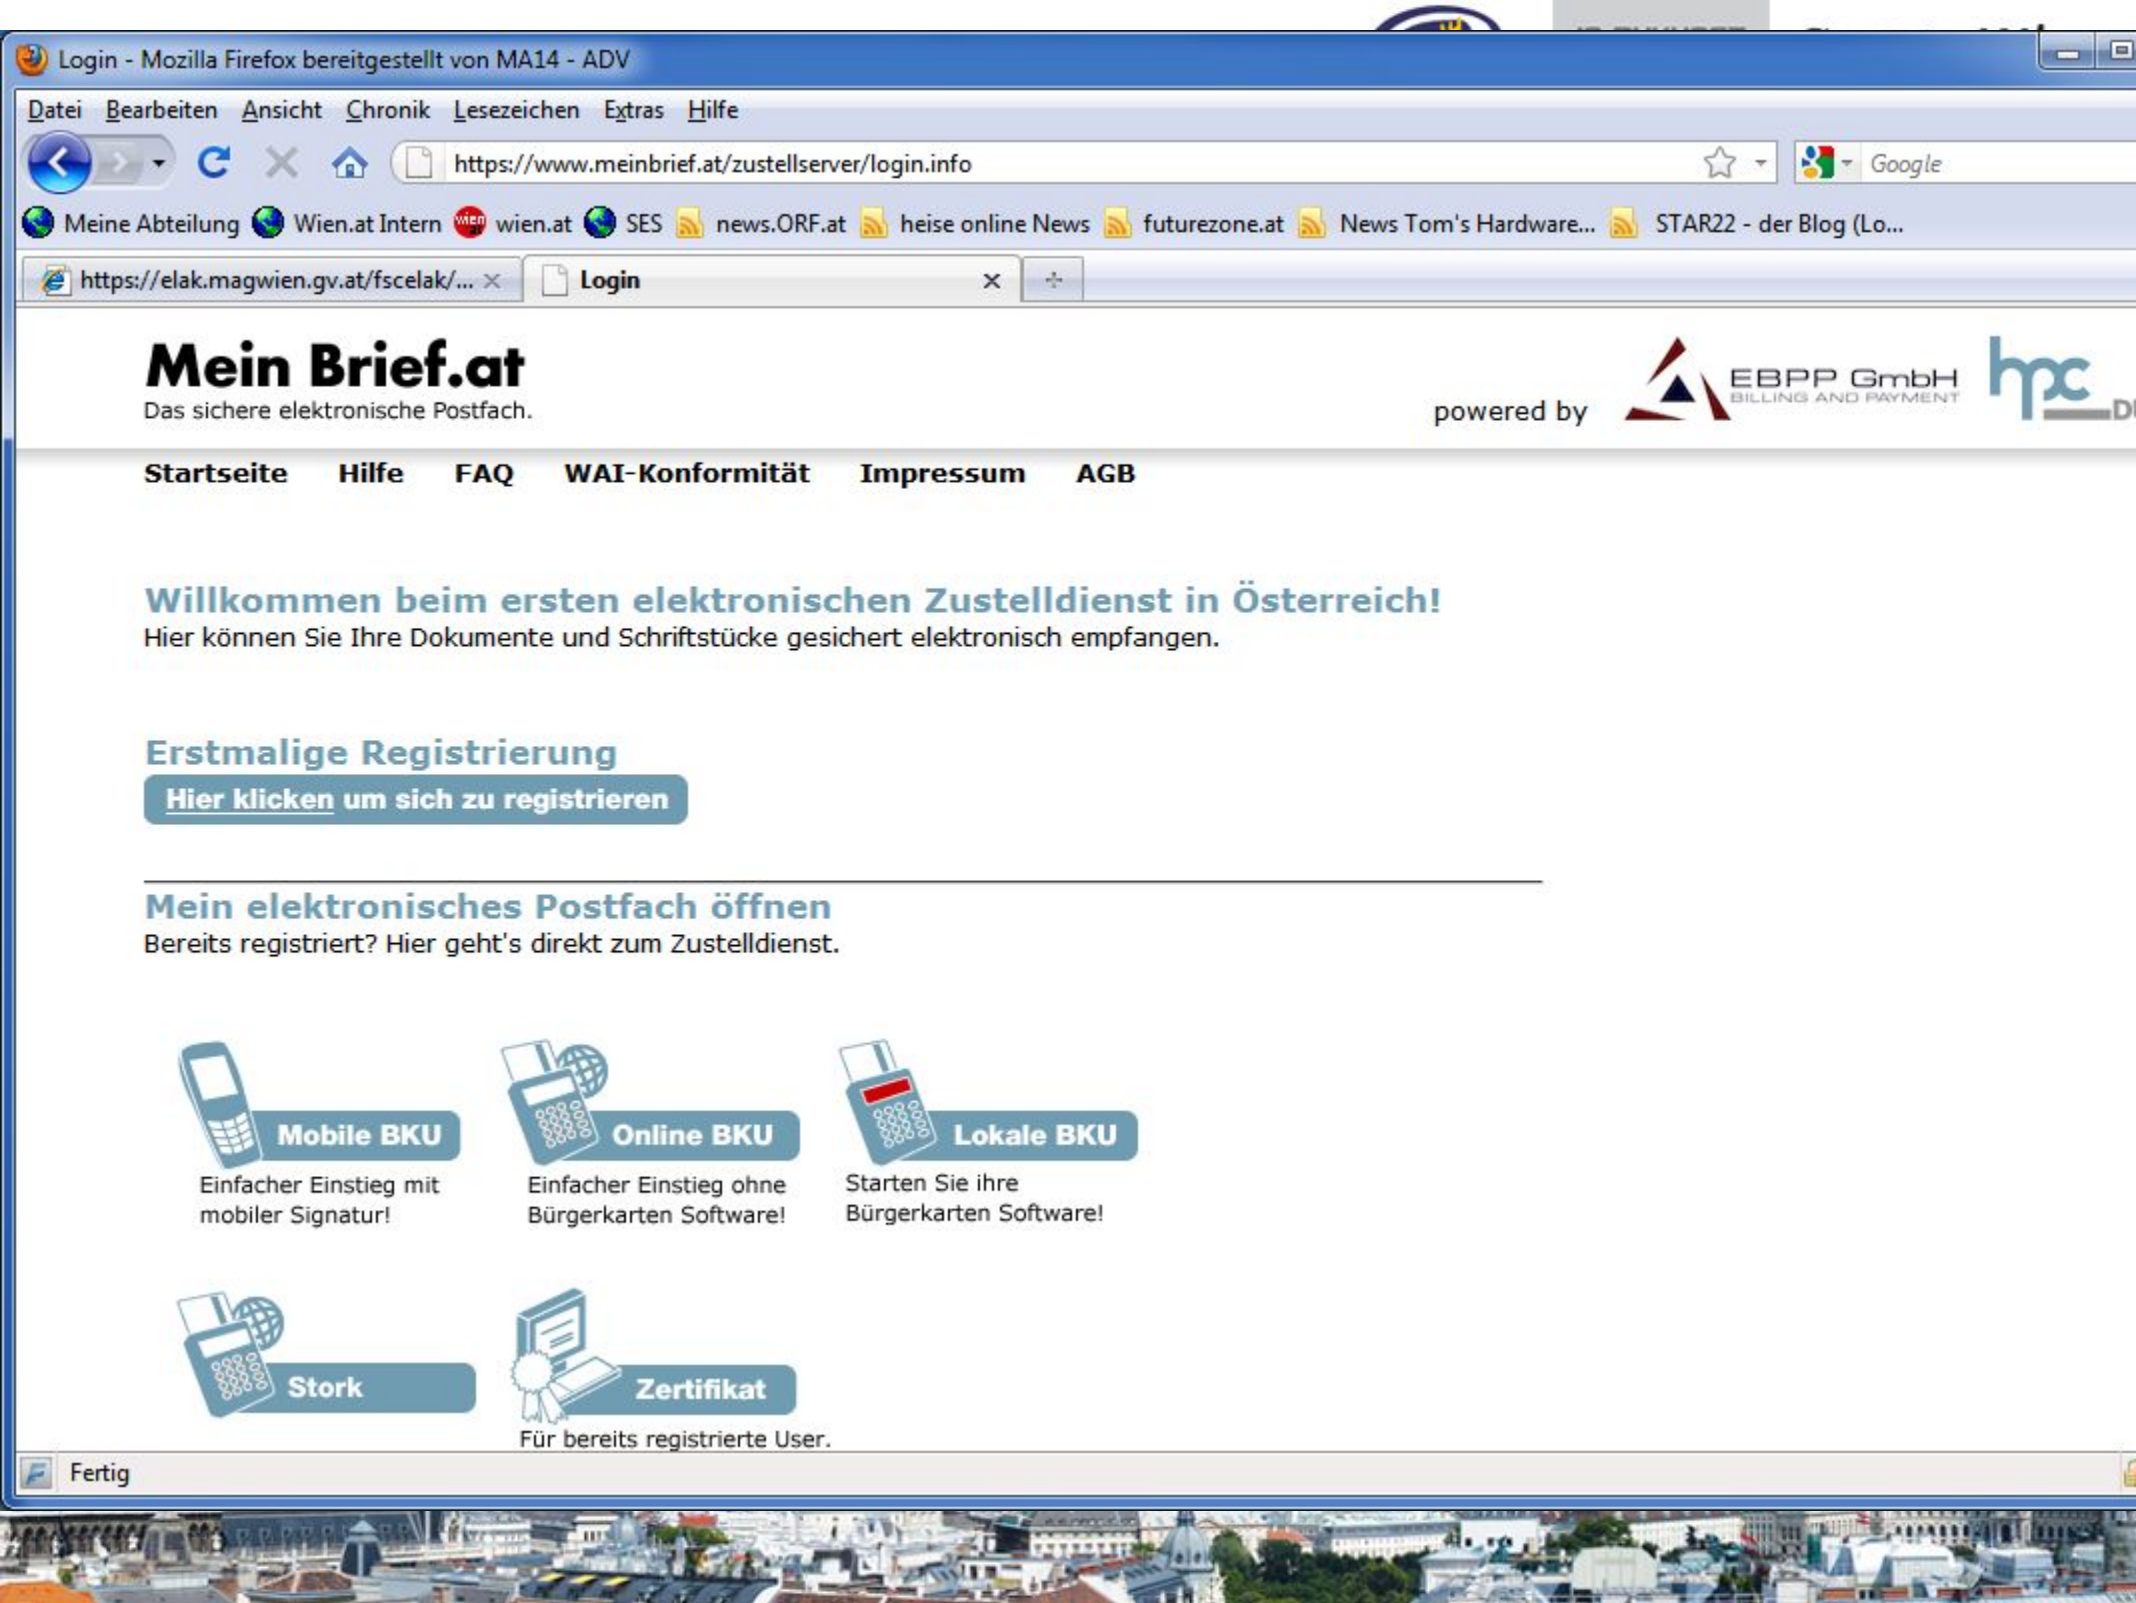 Login - Mozilla Firefox bereitgestellt von MA14 - ADV
Datei Bearbeiten Ansicht Chronik Lesezeichen Extras Hilfe
https://www.meinbrief.at/zustellserver/login.info Google
Meine Abteilung Wien.at Intern wien wien.at SES news.ORF.at heise online News futurezone.at News Tom's Hardware... STAR22 - der Blog (Lo...
https://elak.magwien.gv.at/fscelak/... Login
Mein Brief.at
Das sichere elektronische Postfach.
powered by EBPP GmbH
BILLING AND PAYMENT
hpc
Startseite Hilfe FAQ WAI-Konformität Impressum AGB
Willkommen beim ersten elektronischen Zustelldienst in Österreich!
Hier können Sie Ihre Dokumente und Schriftstücke gesichert elektronisch empfangen.
Erstmalige Registrierung
Hier klicken um sich zu registrieren
Mein elektronisches Postfach öffnen
Bereits registriert? Hier geht's direkt zum Zustelldienst.
Mobile BKU Online BKU Lokale BKU
Einfacher Einstieg mit Einfacher Einstieg ohne Starten Sie ihre
mobiler Signatur! Bürgerkarten Software! Bürgerkarten Software!
Stork Zertifikat
Für bereits registrierte User.
Fertig